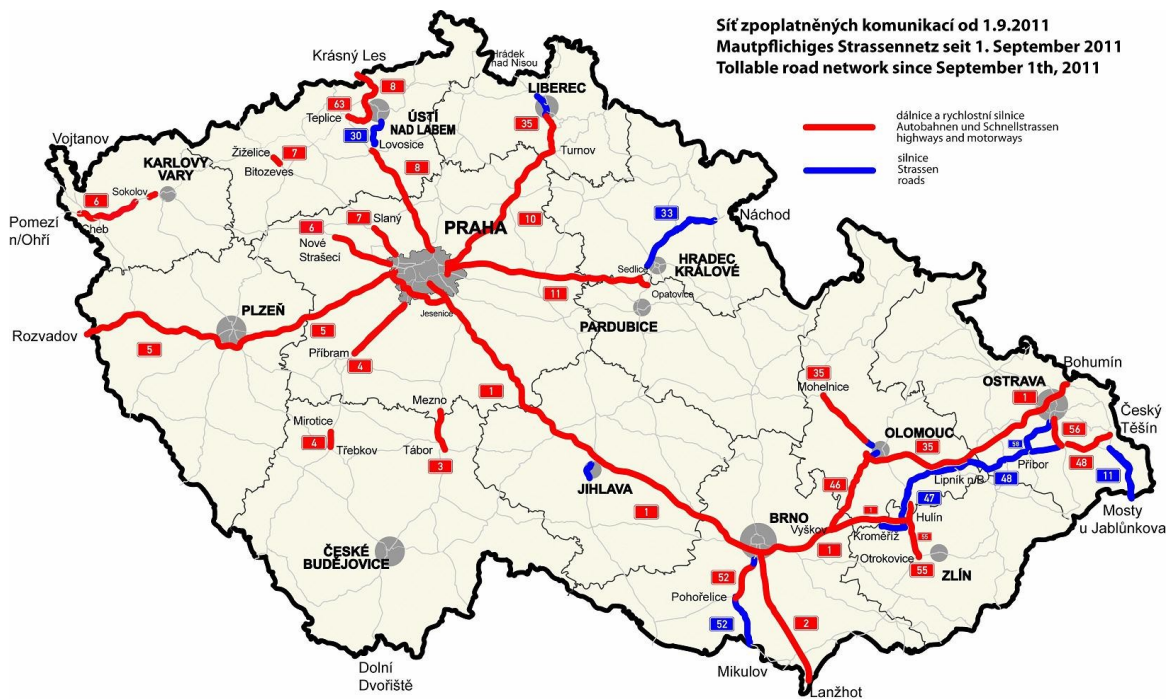 Síť zpoplatněných komunikací od 1.9.2011
Mautpflichiges Strassennetz seit 1. September 2011
Tollable road network since September 1th, 2011
dálnice a rychlostní silnice
Autobahnen und Schnellstrassen
highways and motorways
silnice
Strassen
roads
Krásný Les
8
63
Teplice
ÚSTÍ
NAD LABEM
30
Lovosice
8
Hrádek
nad Nisou
LIBEREC
35
Turnov
10
Vojtanov
KARLOVY
VARY
Sokolov
6
Cheb
Pomezí
n/Ohří
Žiželice
7
Bitozeves
7
Slaný
6
Nové
Strašecí
PRAHA
Jesenice
33
Náchod
HRADEC
KRÁLOVÉ
Sedlice
Opatovice
11
PARDUBICE
Rozvadov
5
PLZEŇ
5
Příbram
4
1
Mezno
Mirotice
4
Třebkov
Tábor
3
35
Mohelnice
OLOMOUC
35
Bohumín
OSTRAVA
1
Český
Těšín
56
58
48
Příbor
48
11
Lipník n/B
Mosty
u Jablůnkova
46
47
JIHLAVA
1
BRNO
Vyškov
1
1
Hulín
Kroměříž
55
Otrokovice
55
ZLÍN
ČESKÉ
BUDĚJOVICE
52
Pohořelice
52
2
Mikulov
Lanžhot
Dolní
Dvořiště